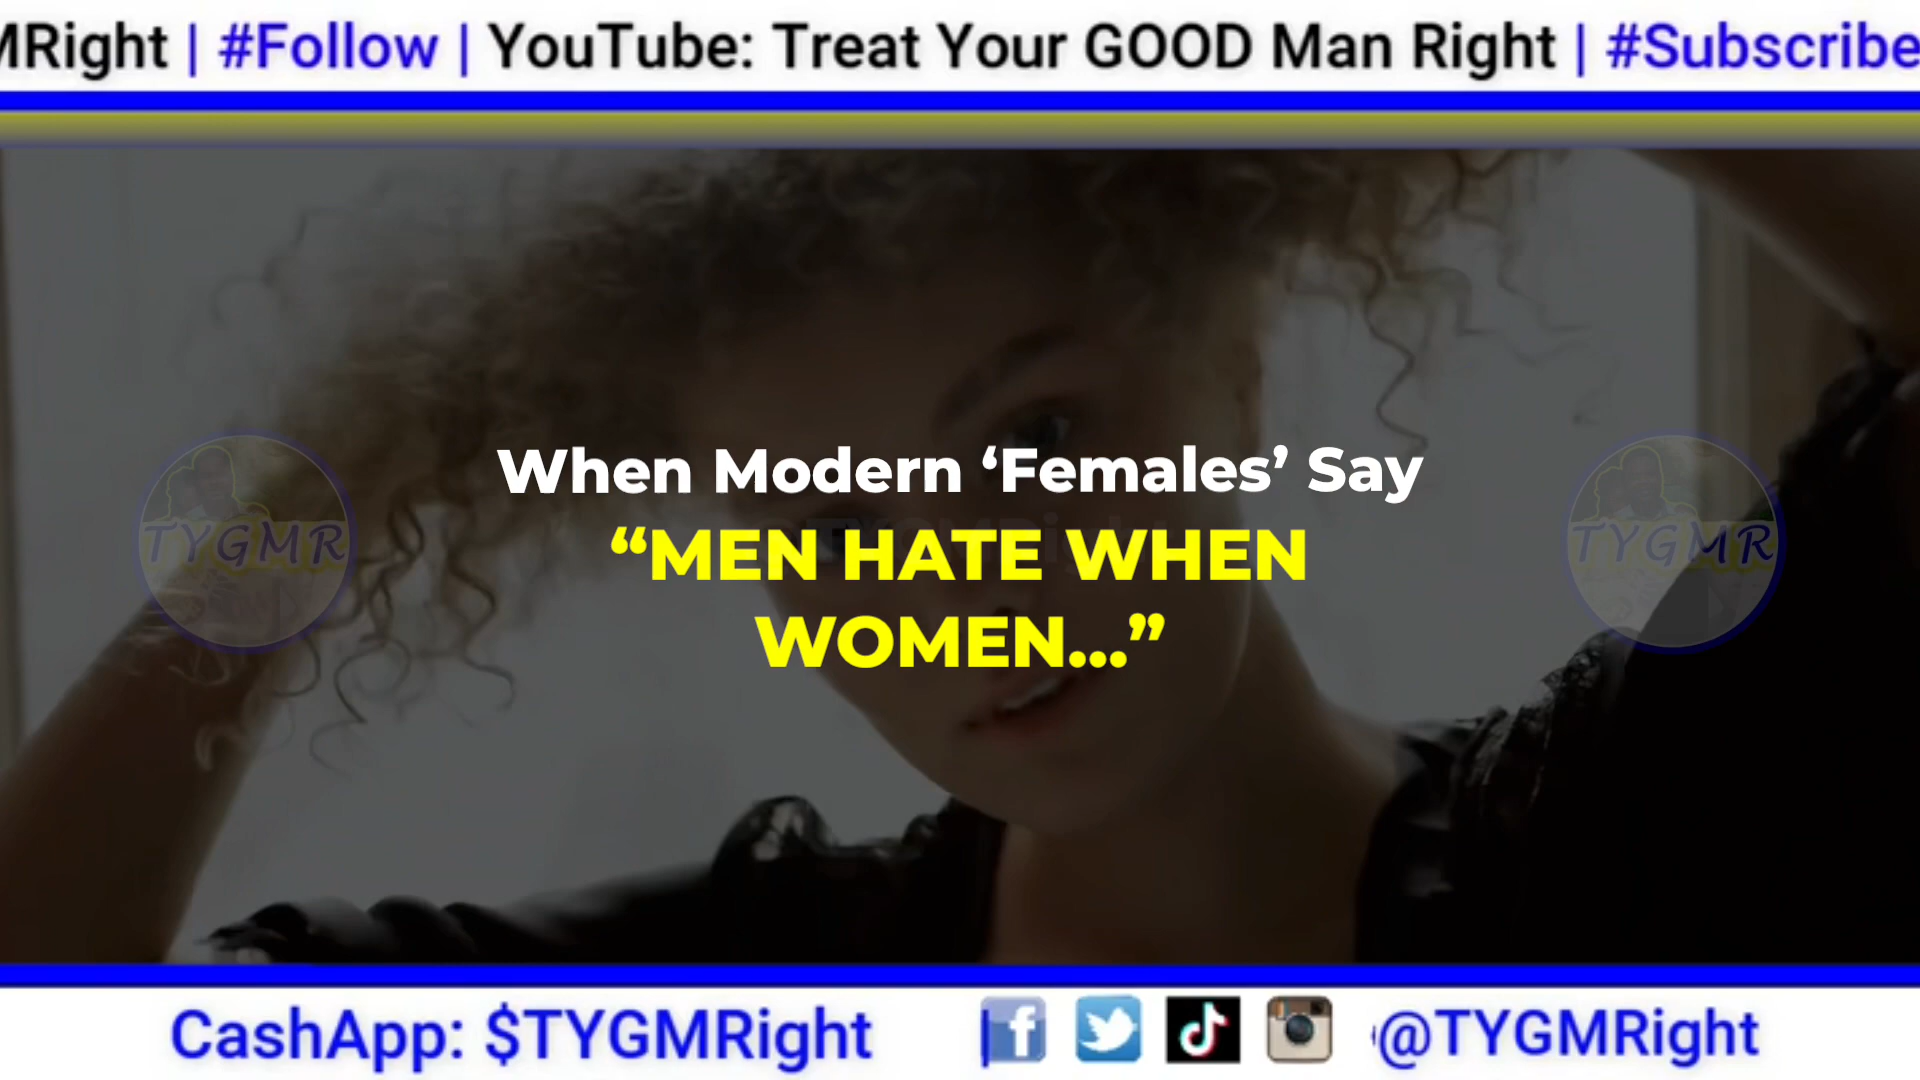 MRight | #Follow | YouTube: Treat Your GOOD Man Right | #Subscribe
When Modern ‘Females’ Say
“MEN HATE WHEN
WOMEN...”
TYGMR
TYGMR
CashApp: $TYGMRight
@TYGMRight